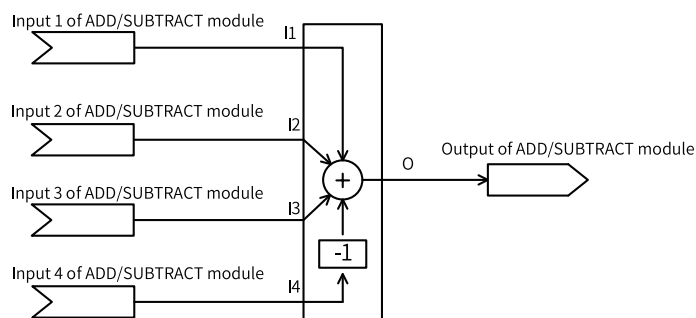 Input 1 of ADD/SUBTRACT module
I1
Input 2 of ADD/SUBTRACT module
I2
Output of ADD/SUBTRACT module
O
+
Input 3 of ADD/SUBTRACT module
I3
-1
Input 4 of ADD/SUBTRACT module
I4